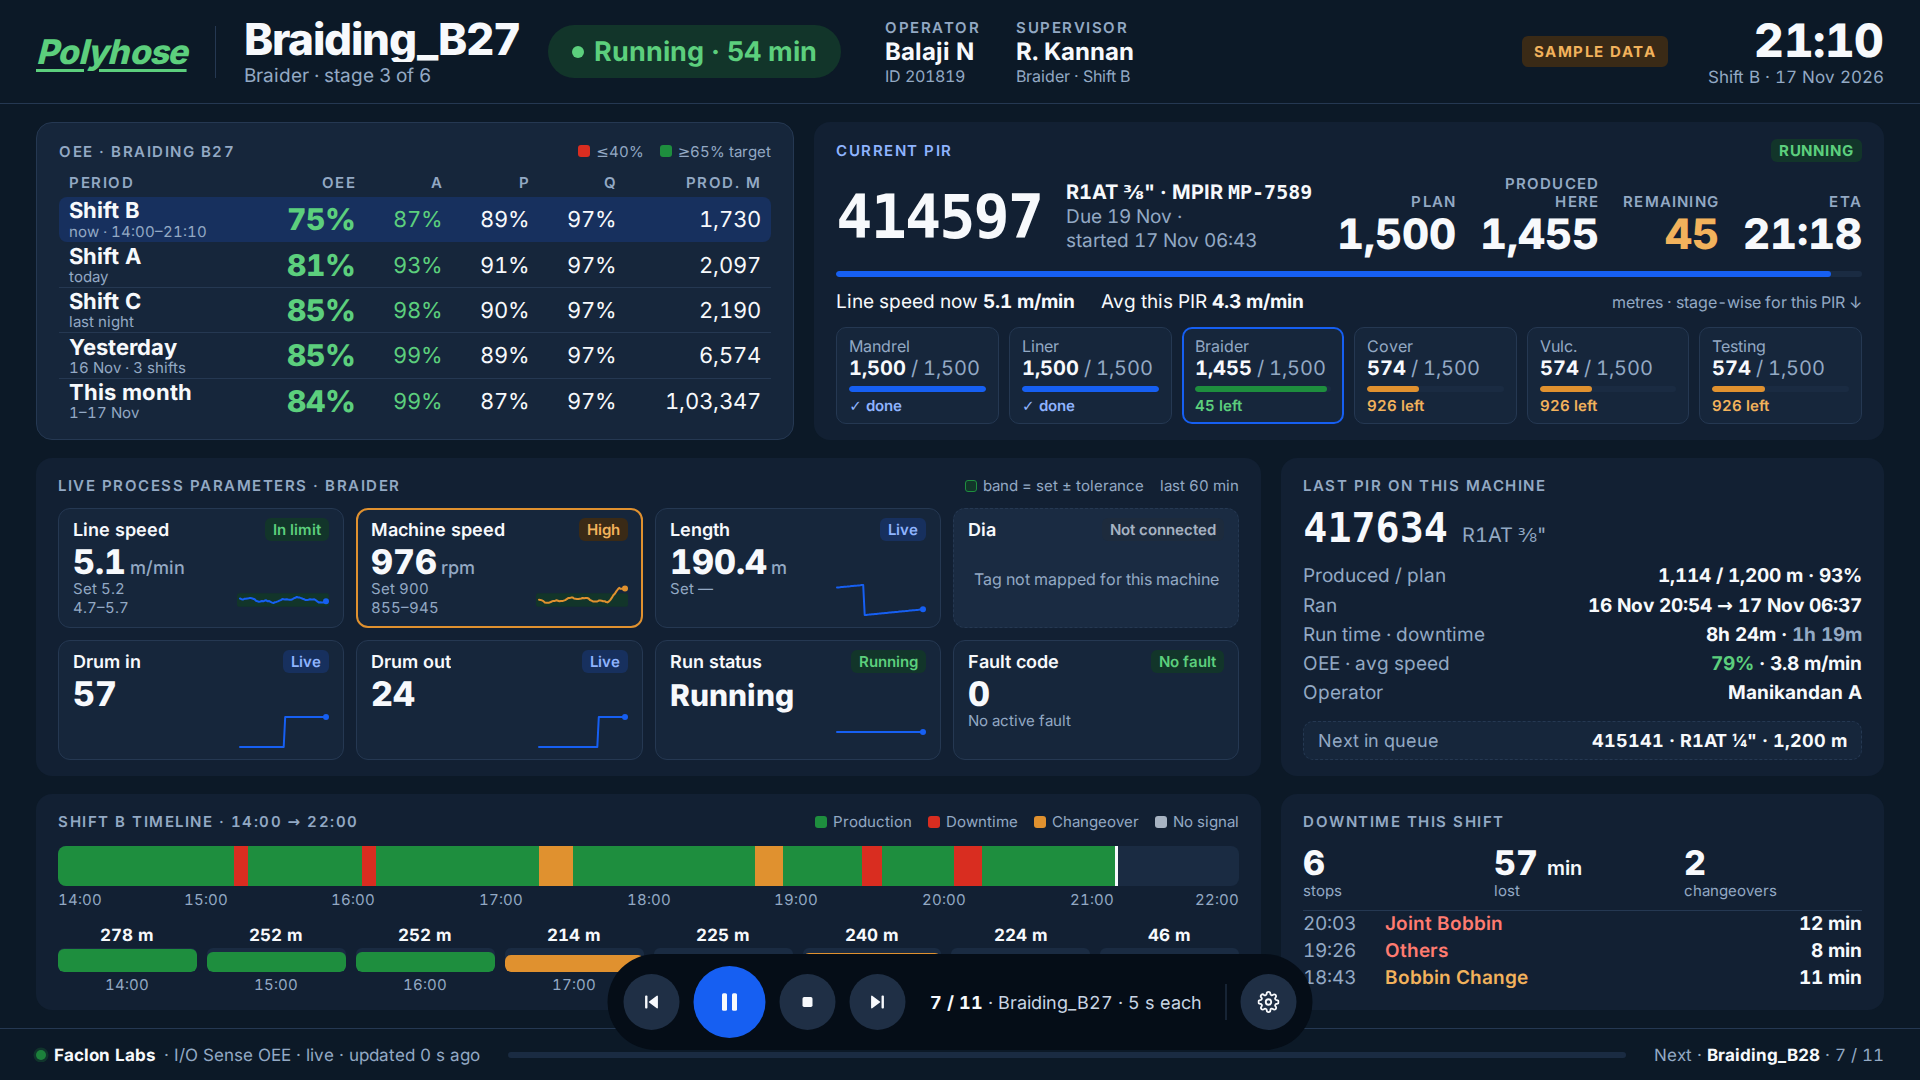 Polyhose
Braiding_B27
Braider · stage 3 of 6
Running · 54 min
OPERATOR
Balaji N
ID 201819
SUPERVISOR
R. Kannan
Braider · Shift B
SAMPLE DATA
21:10
Shift B · 17 Nov 2026
OEE · BRAIDING B27
≤40% ≥65% target
PERIOD OEE A P Q PROD. M
Shift B 75% 87% 89% 97% 1,730
now · 14:00–21:10
Shift A 81% 93% 91% 97% 2,097
today
Shift C 85% 98% 90% 97% 2,190
last night
Yesterday 85% 99% 89% 97% 6,574
16 Nov · 3 shifts
This month 84% 99% 87% 97% 1,03,347
1–17 Nov
CURRENT PIR
RUNNING
414597
R1AT ⅜" · MPIR MP-7589
Due 19 Nov ·
started 17 Nov 06:43
PLAN
1,500
PRODUCED
HERE
1,455
REMAINING
45
ETA
21:18
Line speed now 5.1 m/min Avg this PIR 4.3 m/min
metres · stage-wise for this PIR ↓
Mandrel
1,500 / 1,500
✓ done
Liner
1,500 / 1,500
✓ done
Braider
1,455 / 1,500
45 left
Cover
574 / 1,500
926 left
Vulc.
574 / 1,500
926 left
Testing
574 / 1,500
926 left
LIVE PROCESS PARAMETERS · BRAIDER
band = set ± tolerance last 60 min
Line speed In limit
5.1 m/min
Set 5.2
4.7–5.7
Machine speed High
976 rpm
Set 900
855–945
Length Live
190.4 m
Set —
Dia Not connected
Tag not mapped for this machine
Drum in Live
57
Drum out Live
24
Run status Running
Running
Fault code No fault
0
No active fault
LAST PIR ON THIS MACHINE
417634 R1AT ⅜"
Produced / plan 1,114 / 1,200 m · 93%
Ran 16 Nov 20:54 → 17 Nov 06:37
Run time · downtime 8h 24m · 1h 19m
OEE · avg speed 79% · 3.8 m/min
Operator Manikandan A
Next in queue 415141 · R1AT ¼" · 1,200 m
SHIFT B TIMELINE · 14:00 → 22:00
Production Downtime Changeover No signal
14:00 15:00 16:00 17:00 18:00 19:00 20:00 21:00 22:00
278 m 252 m 252 m 214 m 225 m 240 m 224 m 46 m
14:00 15:00 16:00 17:00
DOWNTIME THIS SHIFT
6
stops
57 min
lost
2
changeovers
20:03 Joint Bobbin 12 min
19:26 Others 8 min
18:43 Bobbin Change 11 min
7 / 11 · Braiding_B27 · 5 s each
Faclon Labs · I/O Sense OEE · live · updated 0 s ago
Next · Braiding_B28 · 7 / 11